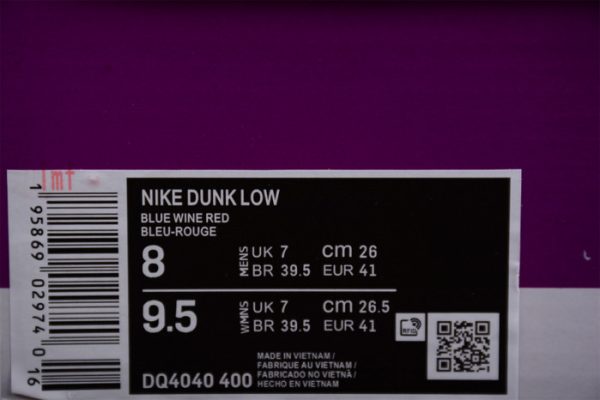 1mf
1 95869 02974 0 16
NIKE DUNK LOW
BLUE WINE RED
BLEU-ROUGE
8 MENS UK 7 cm 26
BR 39.5 EUR 41
9.5 W/MNS UK 7 cm 26.5
BR 39.5 EUR 41
RFID
MADE IN VIETNAM /
FABRIQUE AU VIETNAM /
FABRICADO NO VIETNÃ /
HECHO EN VIETNAM
DQ4040 400